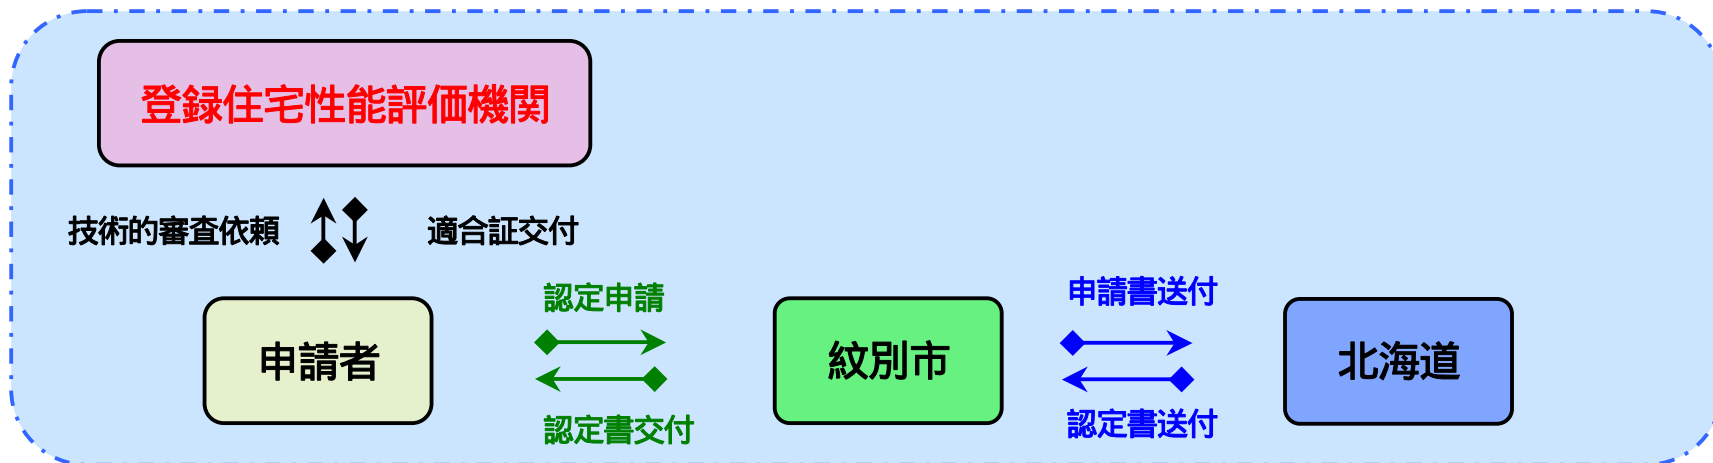 登録住宅性能評価機関
技術的審査依頼
適合証交付
認定申請
申請書送付
申請者
紋別市
北海道
認定書交付
認定書送付